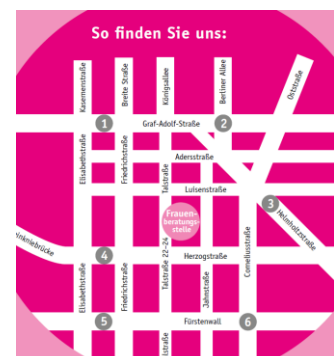 So finden Sie uns:
Kasernenstraße
Breite Straße
Königsallee
Berliner Allee
Oststraße
1
Graf-Adolf-Straße
2
Elisabethstraße
Friedrichstraße
Adersstraße
Talstraße
Luisenstraße
3
Helmholtzstraße
Frauen-
beratungs-
stelle
Corneliusstraße
4
Herzogstraße
Talstraße 22–24
Jahnstraße
Elisabethstraße
Friedrichstraße
5
Fürstenwall
6